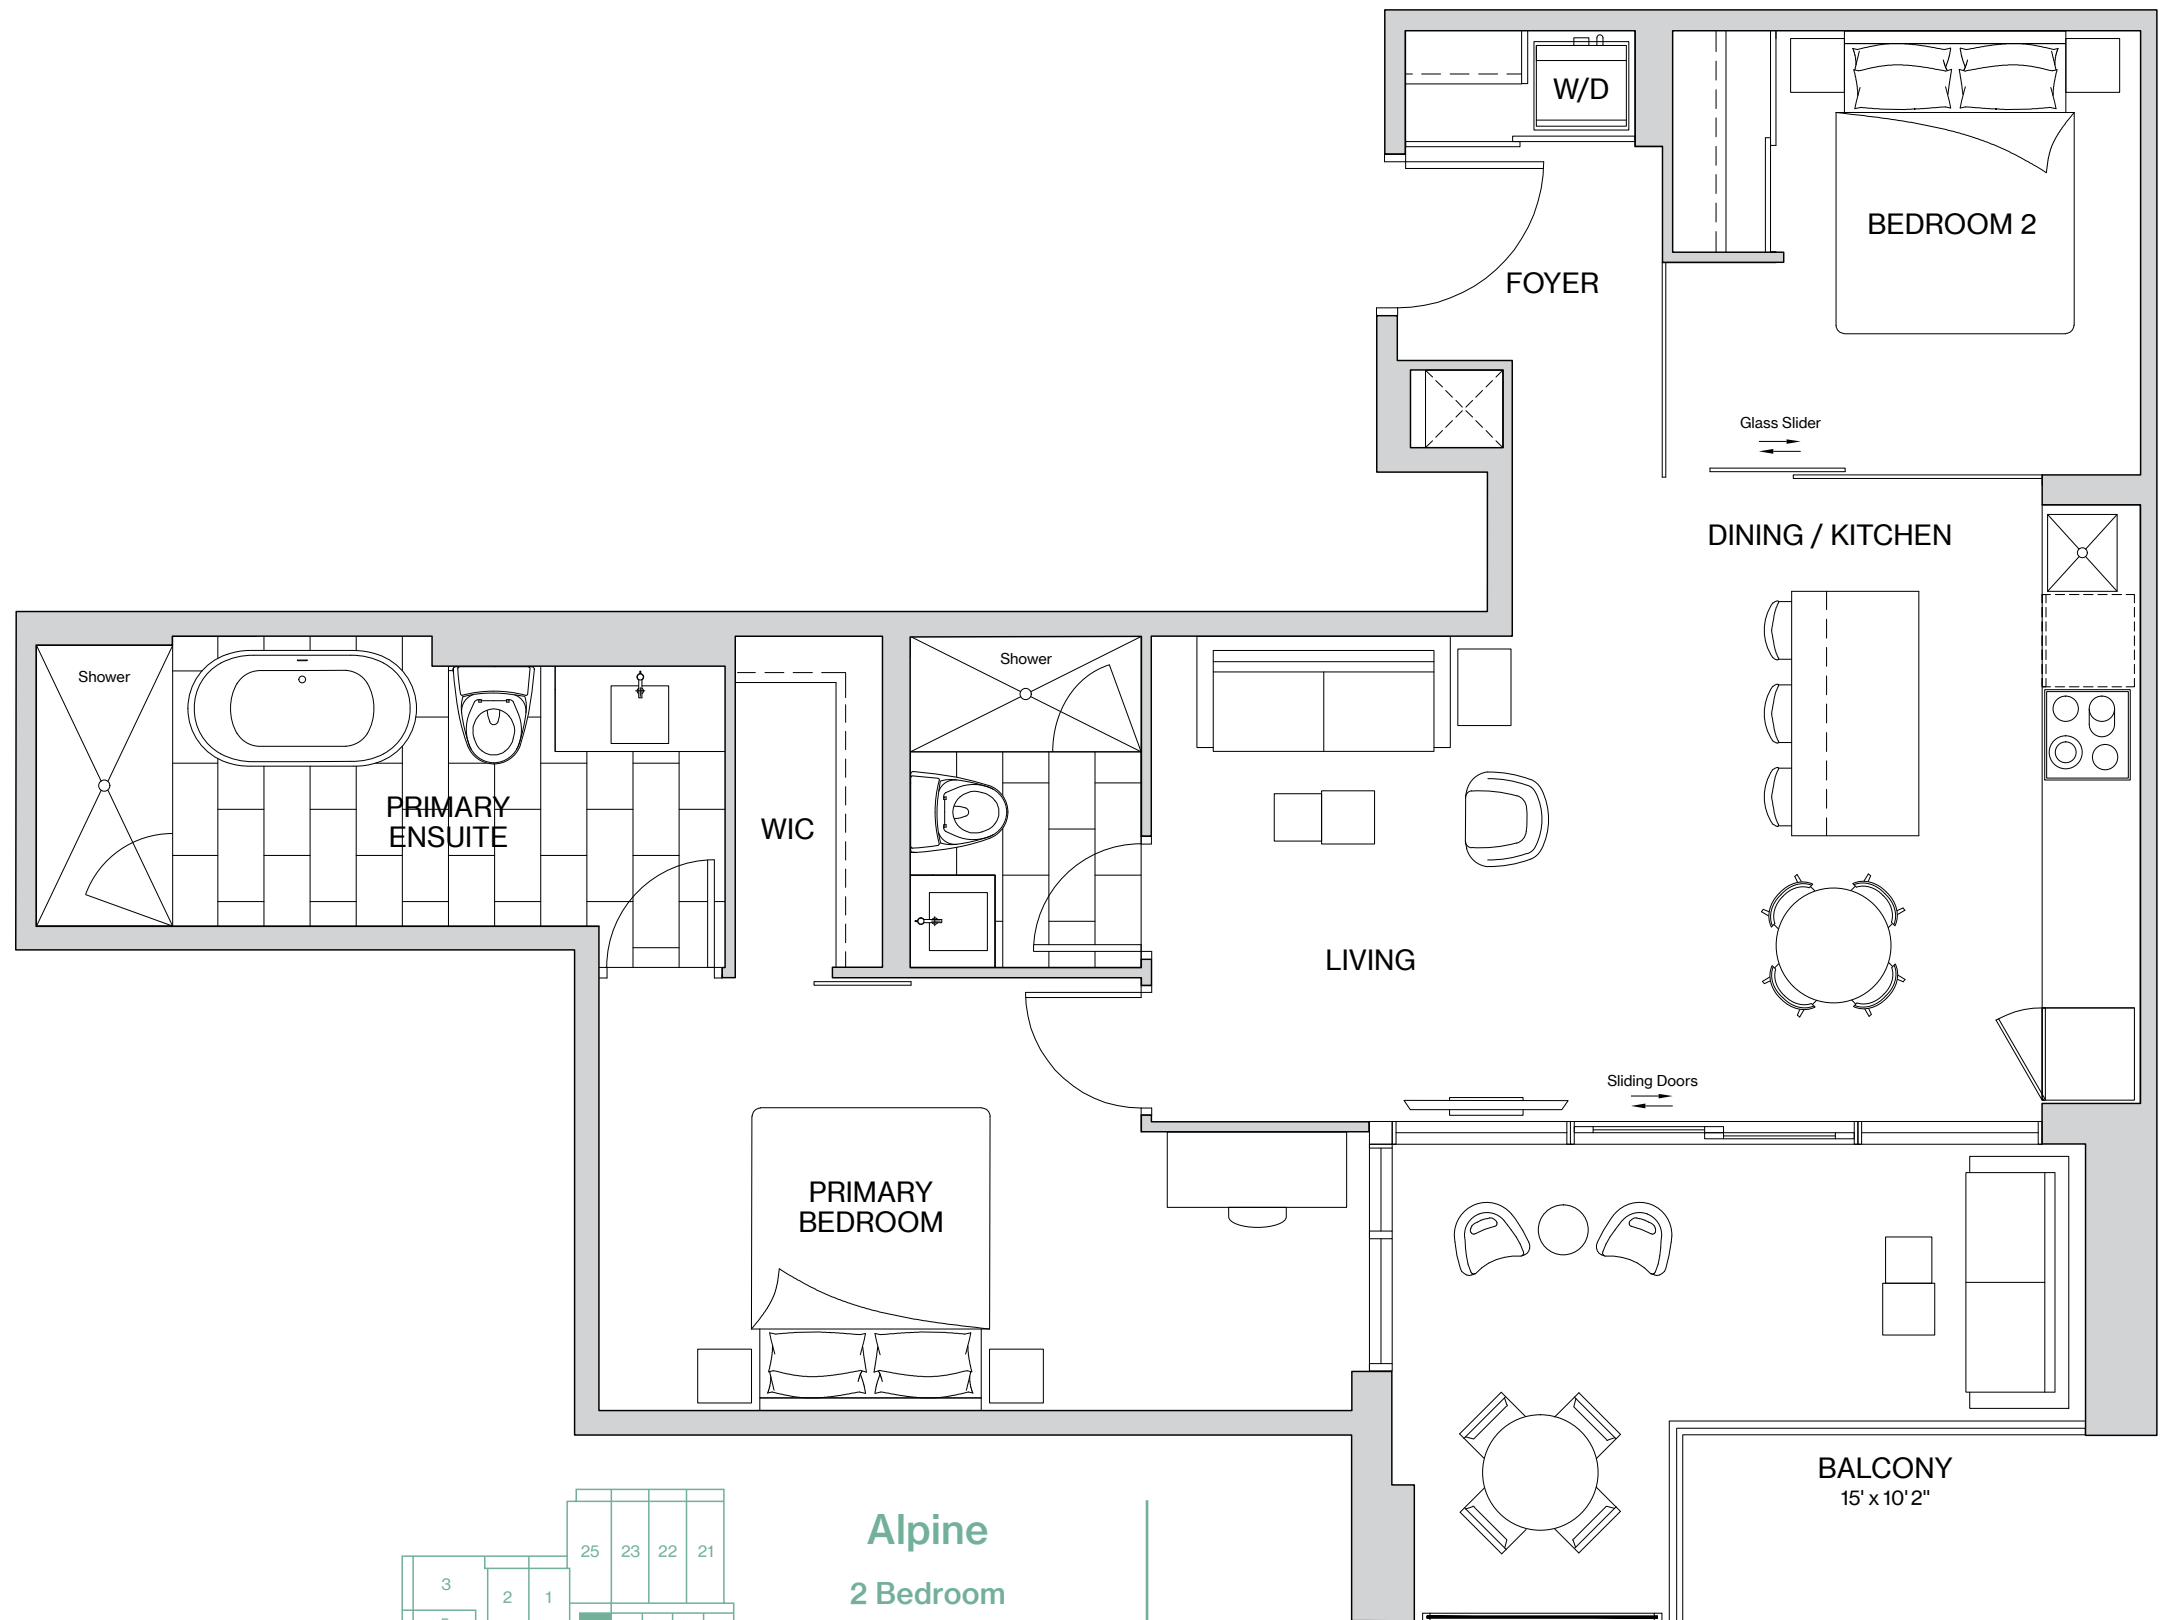 W/D
BEDROOM 2
FOYER
Glass Slider
DINING / KITCHEN
Shower
Shower
PRIMARY
ENSUITE
WIC
LIVING
Sliding Doors
PRIMARY
BEDROOM
BALCONY
15' x 10' 2"
Alpine
2 Bedroom
25 23 22 21
3
2 1